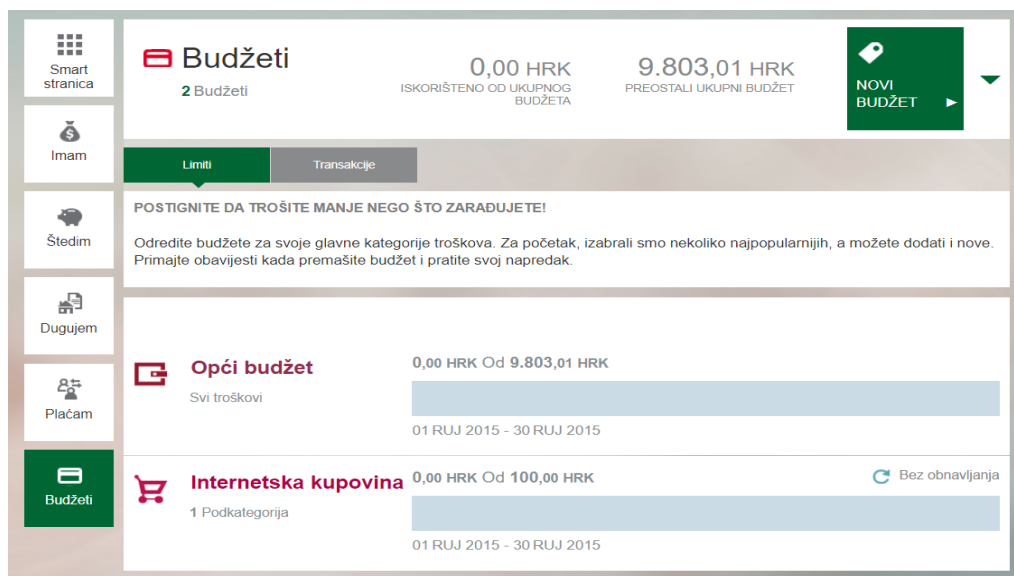 Smart
stranica
Imam
Štedim
Dugujem
Plaćam
Budžeti
Budžeti
2 Budžeti
0,00 HRK
ISKORIŠTENO OD UKUPNOG
BUDŽETA
9.803,01 HRK
PREOSTALI UKUPNI BUDŽET
NOVI
BUDŽET
Limiti
Transakcije
POSTIGNITE DA TROŠITE MANJE NEGO ŠTO ZARAĐUJETE!
Odredite budžete za svoje glavne kategorije troškova. Za početak, izabrali smo nekoliko najpopularnijih, a možete dodati i nove.
Primajte obavijesti kada premašite budžet i pratite svoj napredak.
Opći budžet
Svi troškovi
0,00 HRK Od 9.803,01 HRK
01 RUJ 2015 - 30 RUJ 2015
Internetska kupovina
1 Podkategorija
0,00 HRK Od 100,00 HRK
Bez obnavljanja
01 RUJ 2015 - 30 RUJ 2015